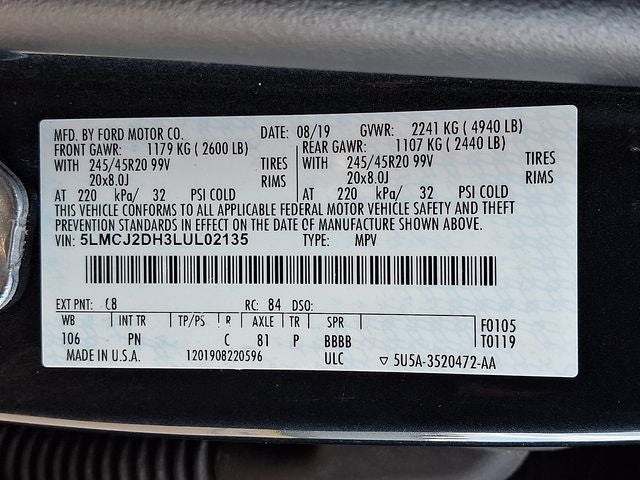 MFD. BY FORD MOTOR CO. DATE: 08/19 GVWR: 2241 KG ( 4940 LB)
FRONT GAWR: 1179 KG ( 2600 LB) REAR GAWR: 1107 KG ( 2440 LB)
WITH 245/45R20 99V TIRES WITH 245/45R20 99V TIRES
20x8.0J RIMS 20x8.0J RIMS
AT 220 kPa/ 32 PSI COLD AT 220 kPa/ 32 PSI COLD
THIS VEHICLE CONFORMS TO ALL APPLICABLE FEDERAL MOTOR VEHICLE SAFETY AND THEFT
PREVENTION STANDARDS IN EFFECT ON THE DATE OF MANUFACTURE SHOWN ABOVE.
VIN: 5LMCJ2DH3LUL02135 TYPE: MPV
EXT PNT: 8 RC: 84 DSO:
WB INT TR TP/PS R AXLE TR SPR F0105
106 PN C 81 P BBBB T0119
MADE IN U.S.A. 1201908220596 ULC ▽ 5U5A-3520472-AA